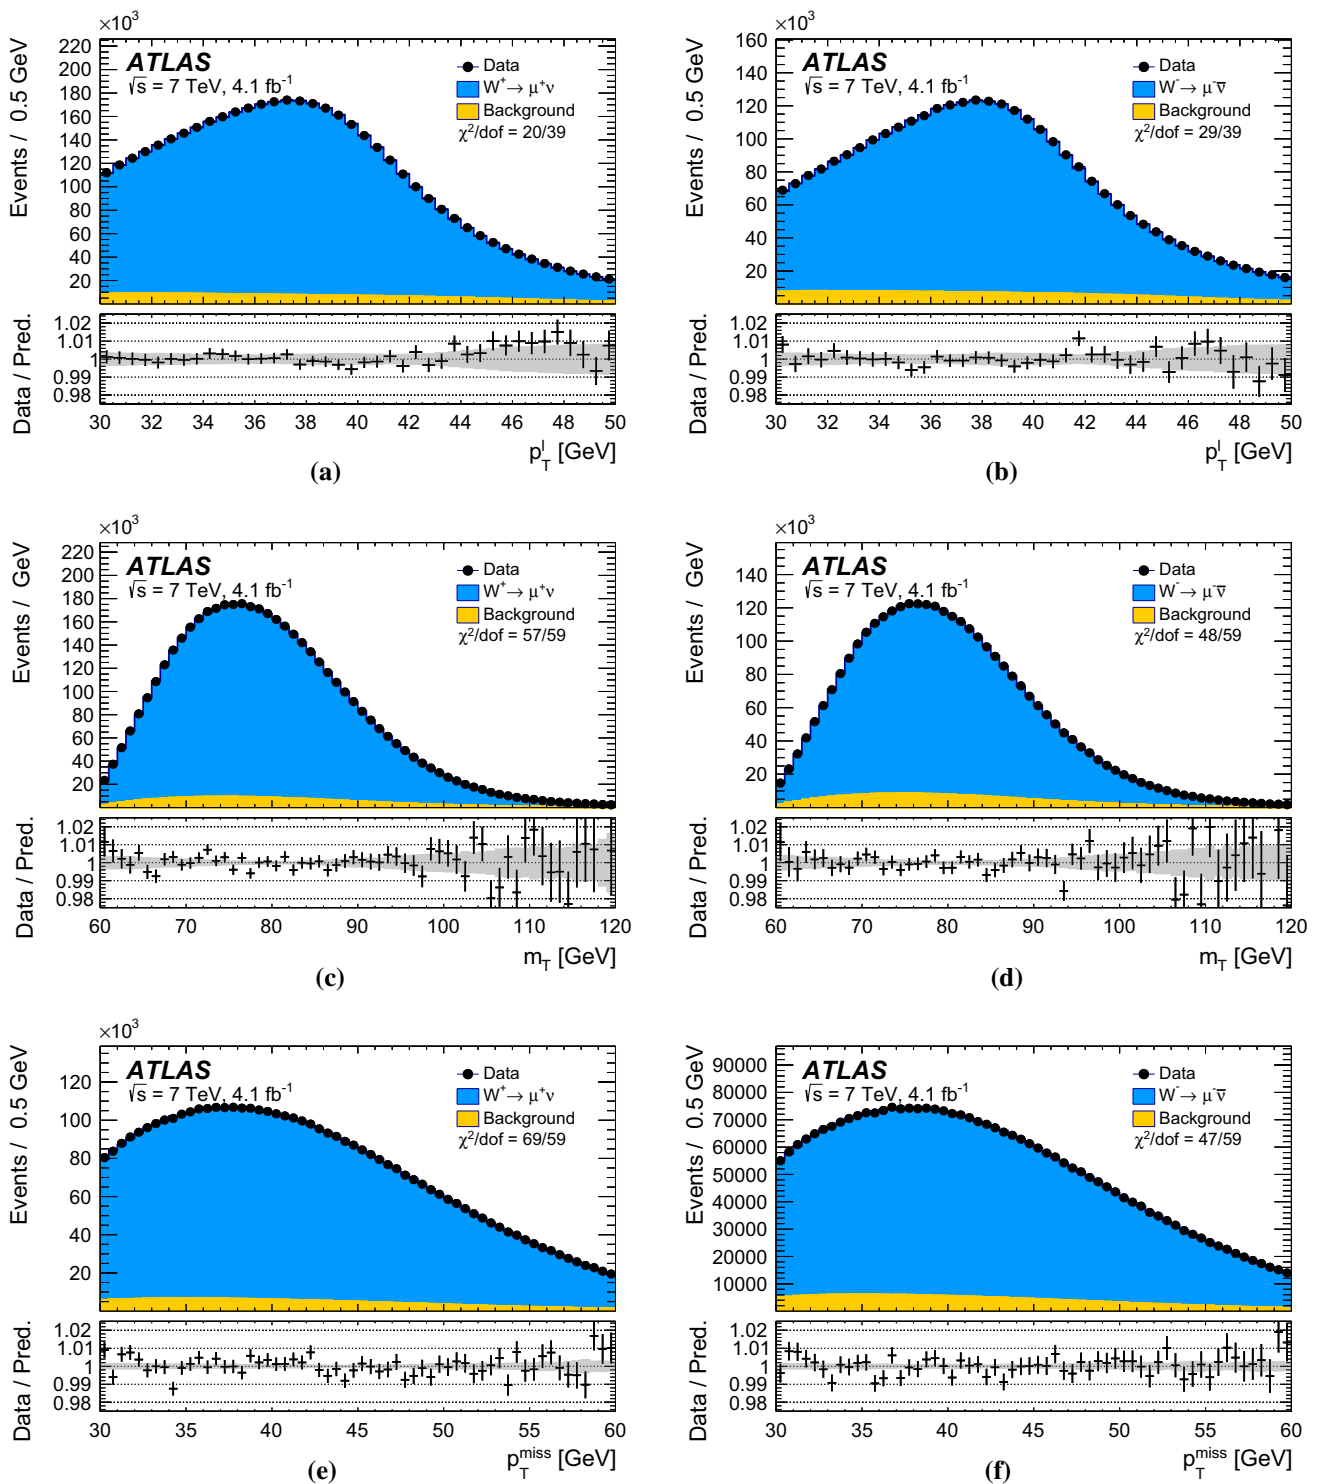 ×10³
Events / 0.5 GeV
220
200
180
160
140
120
100
80
60
40
20
ATLAS
√s = 7 TeV, 4.1 fb⁻¹
Data
W⁺→ μ⁺ν
Background
χ²/dof = 20/39
Data / Pred.
1.02
1.01
1
0.99
0.98
30 32 34 36 38 40 42 44 46 48 50
p_T^l [GeV]
(a)
×10³
Events / 0.5 GeV
160
140
120
100
80
60
40
20
ATLAS
√s = 7 TeV, 4.1 fb⁻¹
Data
W⁻→ μ⁻ν̅
Background
χ²/dof = 29/39
Data / Pred.
1.02
1.01
1
0.99
0.98
30 32 34 36 38 40 42 44 46 48 50
p_T^l [GeV]
(b)
×10³
Events / GeV
220
200
180
160
140
120
100
80
60
40
20
ATLAS
√s = 7 TeV, 4.1 fb⁻¹
Data
W⁺→ μ⁺ν
Background
χ²/dof = 57/59
Data / Pred.
1.02
1.01
1
0.99
0.98
60 70 80 90 100 110 120
m_T [GeV]
(c)
×10³
Events / GeV
140
120
100
80
60
40
20
ATLAS
√s = 7 TeV, 4.1 fb⁻¹
Data
W⁻→ μ⁻ν̅
Background
χ²/dof = 48/59
Data / Pred.
1.02
1.01
1
0.99
0.98
60 70 80 90 100 110 120
m_T [GeV]
(d)
×10³
Events / 0.5 GeV
120
100
80
60
40
20
ATLAS
√s = 7 TeV, 4.1 fb⁻¹
Data
W⁺→ μ⁺ν
Background
χ²/dof = 69/59
Data / Pred.
1.02
1.01
1
0.99
0.98
30 35 40 45 50 55 60
p_T^miss [GeV]
(e)
Events / 0.5 GeV
90000
80000
70000
60000
50000
40000
30000
20000
10000
ATLAS
√s = 7 TeV, 4.1 fb⁻¹
Data
W⁻→ μ⁻ν̅
Background
χ²/dof = 47/59
Data / Pred.
1.02
1.01
1
0.99
0.98
30 35 40 45 50 55 60
p_T^miss [GeV]
(f)